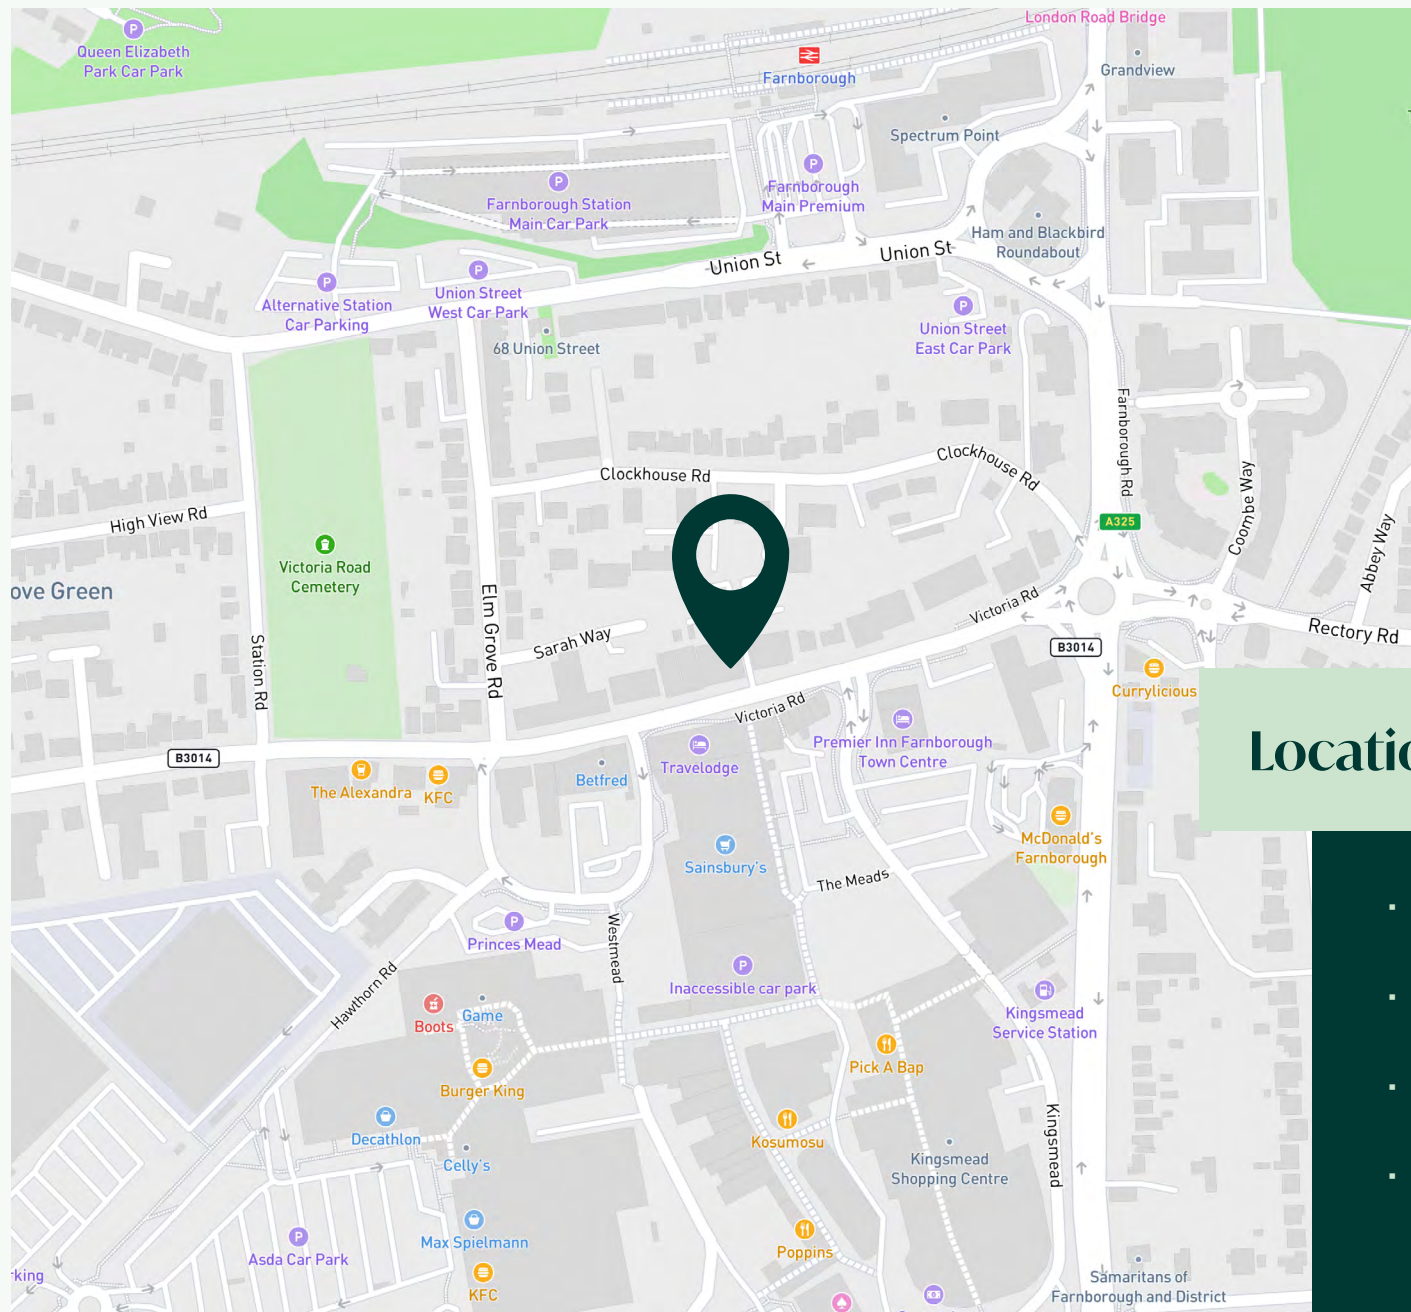 London Road Bridge
Queen Elizabeth
Park Car Park
Farnborough
Grandview
Spectrum Point
Farnborough Station
Main Car Park
Farnborough
Main Premium
Ham and Blackbird
Roundabout
Union St
Union St
Alternative Station
Car Parking
Union Street
West Car Park
68 Union Street
Union Street
East Car Park
Farnborough Rd
Clockhouse Rd
Clockhouse Rd
Coombe Way
Abbey Way
High View Rd
A325
Victoria Road
Cemetery
ove Green
Elm Grove Rd
Sarah Way
Station Rd
Victoria Rd
Rectory Rd
B3014
Currylicious
Victoria Rd
B3014
Travelodge
Premier Inn Farnborough
Town Centre
Locatio
The Alexandra
KFC
Betfred
Sainsbury's
McDonald's
Farnborough
The Meads
Princes Mead
Westmead
Inaccessible car park
Hawthorn Rd
Boots
Game
Kingsmead
Service Station
Burger King
Pick A Bap
Decathlon
Celly's
Kosumosu
Kingsmead
Kingsmead
Shopping Centre
Asda Car Park
Max Spielmann
Poppins
rking
KFC
Samaritans of
Farnborough and District